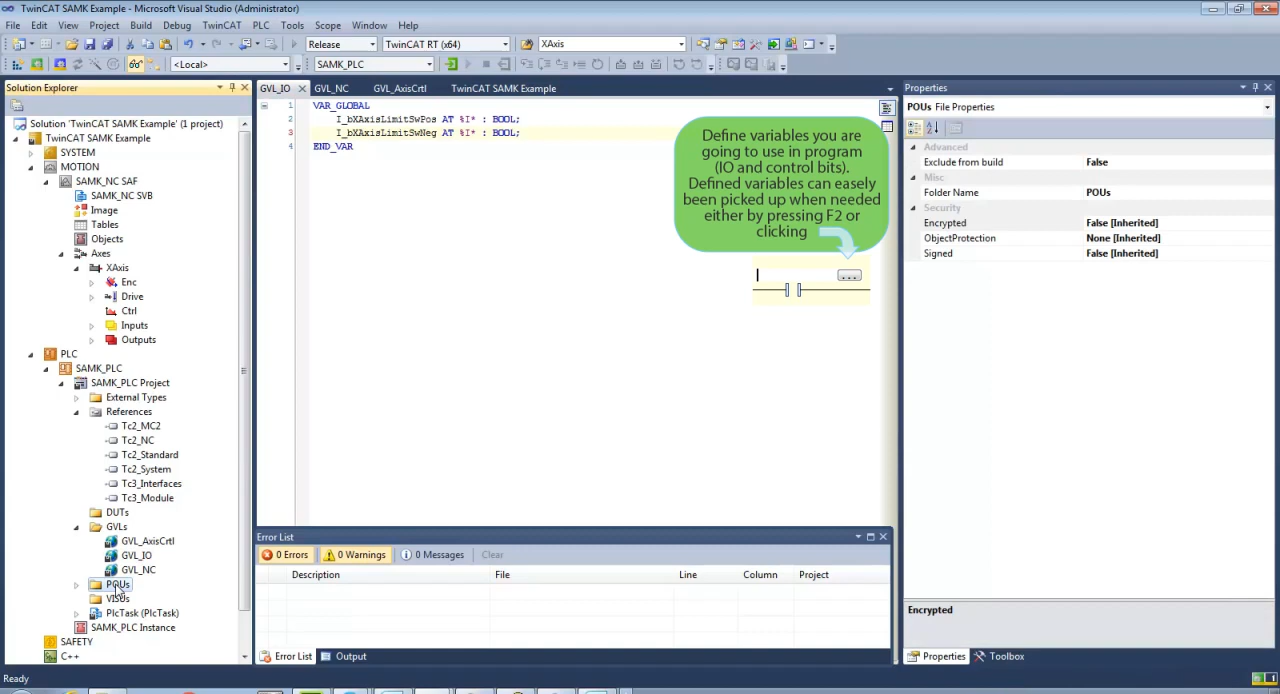 TwinCAT SAMK Example - Microsoft Visual Studio (Administrator)
File Edit View Project Build Debug TwinCAT PLC Tools Scope Window Help
Release TwinCAT RT (x64) XAxis
<Local> SAMK_PLC
Solution Explorer
Solution 'TwinCAT SAMK Example' (1 project)
TwinCAT SAMK Example
SYSTEM
MOTION
SAMK_NC SAF
SAMK_NC SVB
Image
Tables
Objects
Axes
XAxis
Enc
Drive
Ctrl
Inputs
Outputs
PLC
SAMK_PLC
SAMK_PLC Project
External Types
References
Tc2_MC2
Tc2_NC
Tc2_Standard
Tc2_System
Tc3_Interfaces
Tc3_Module
DUTs
GVLs
GVL_AxisCrtl
GVL_IO
GVL_NC
POUs
VISUs
PlcTask (PlcTask)
SAMK_PLC Instance
SAFETY
C++
GVL_IO GVL_NC GVL_AxisCrtl TwinCAT SAMK Example
1 VAR_GLOBAL
2 I_bXAxisLimitSwPos AT %I* : BOOL;
3 I_bXAxisLimitSwNeg AT %I* : BOOL;
4 END_VAR
Define variables you are
going to use in program
(IO and control bits).
Defined variables can easely
been picked up when needed
either by pressing F2 or
clicking
...
Error List
0 Errors 0 Warnings 0 Messages Clear
Description File Line Column Project
Error List Output
Properties
POUs File Properties
Advanced
Exclude from build False
Misc
Folder Name POUs
Security
Encrypted False [Inherited]
ObjectProtection None [Inherited]
Signed False [Inherited]
Encrypted
Properties Toolbox
Ready